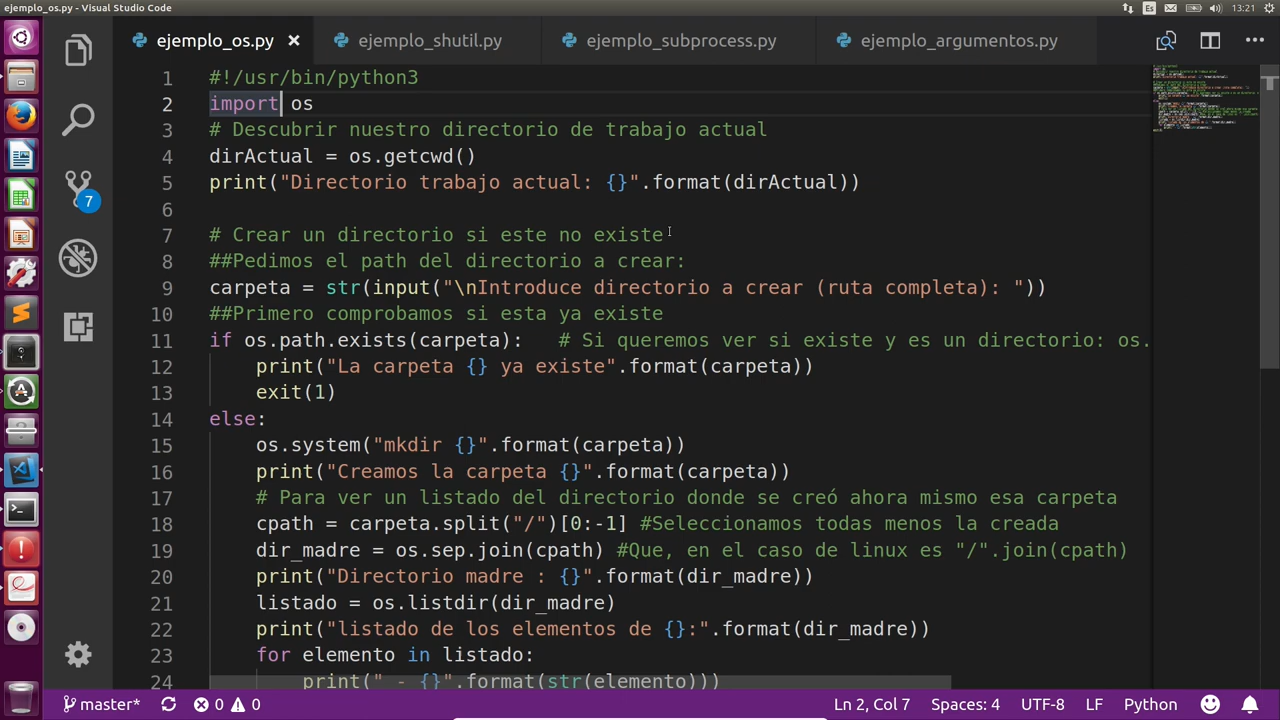 ejemplo_os.py - Visual Studio Code
Es
13:21
ejemplo_os.py
ejemplo_shutil.py
ejemplo_subprocess.py
ejemplo_argumentos.py
7
1 #!/usr/bin/python3
2 import os
3 # Descubrir nuestro directorio de trabajo actual
4 dirActual = os.getcwd()
5 print("Directorio trabajo actual: {}".format(dirActual))
6
7 # Crear un directorio si este no existe
8 ##Pedimos el path del directorio a crear:
9 carpeta = str(input("\nIntroduce directorio a crear (ruta completa): "))
10 ##Primero comprobamos si esta ya existe
11 if os.path.exists(carpeta):   # Si queremos ver si existe y es un directorio: os.
12     print("La carpeta {} ya existe".format(carpeta))
13     exit(1)
14 else:
15     os.system("mkdir {}".format(carpeta))
16     print("Creamos la carpeta {}".format(carpeta))
17     # Para ver un listado del directorio donde se creó ahora mismo esa carpeta
18     cpath = carpeta.split("/")[0:-1] #Seleccionamos todas menos la creada
19     dir_madre = os.sep.join(cpath) #Que, en el caso de linux es "/".join(cpath)
20     print("Directorio madre : {}".format(dir_madre))
21     listado = os.listdir(dir_madre)
22     print("listado de los elementos de {}:".format(dir_madre))
23     for elemento in listado:
24         print(" - {}".format(str(elemento)))
master*
0
0
Ln 2, Col 7
Spaces: 4
UTF-8
LF
Python